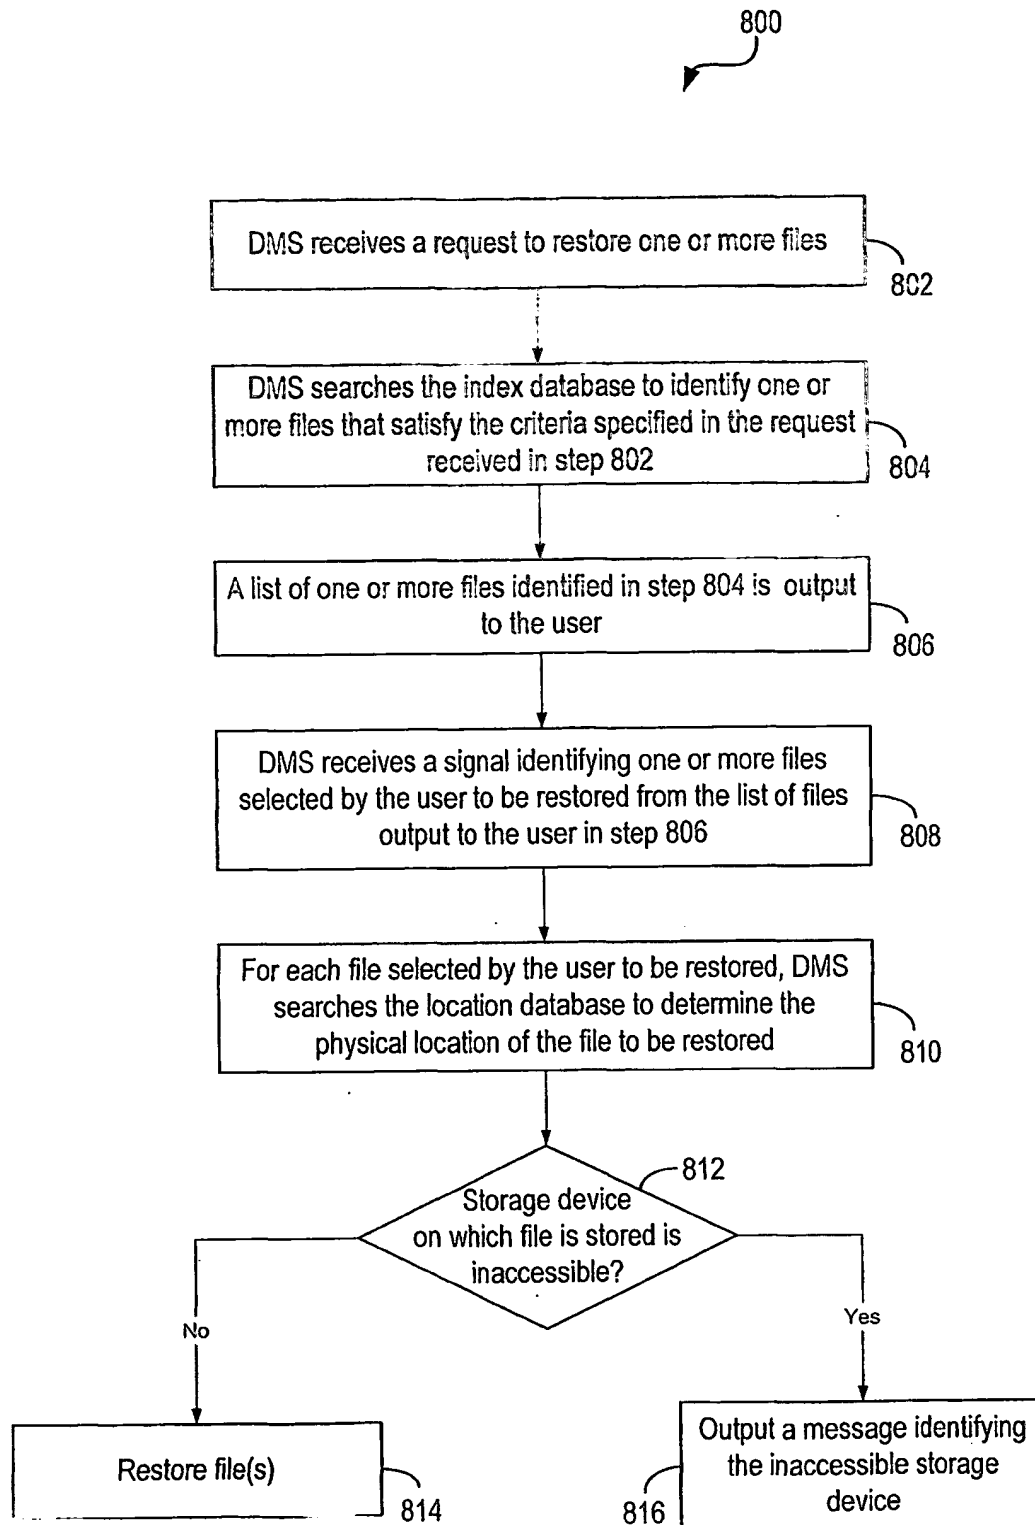 800
DMS receives a request to restore one or more files
802
DMS searches the index database to identify one or
more files that satisfy the criteria specified in the request
received in step 802
804
A list of one or more files identified in step 804 is output
to the user
806
DMS receives a signal identifying one or more files
selected by the user to be restored from the list of files
output to the user in step 806
808
For each file selected by the user to be restored, DMS
searches the location database to determine the
physical location of the file to be restored
810
812
Storage device
on which file is stored is
inaccessible?
No
Yes
Restore file(s)
814
Output a message identifying
the inaccessible storage
device
816